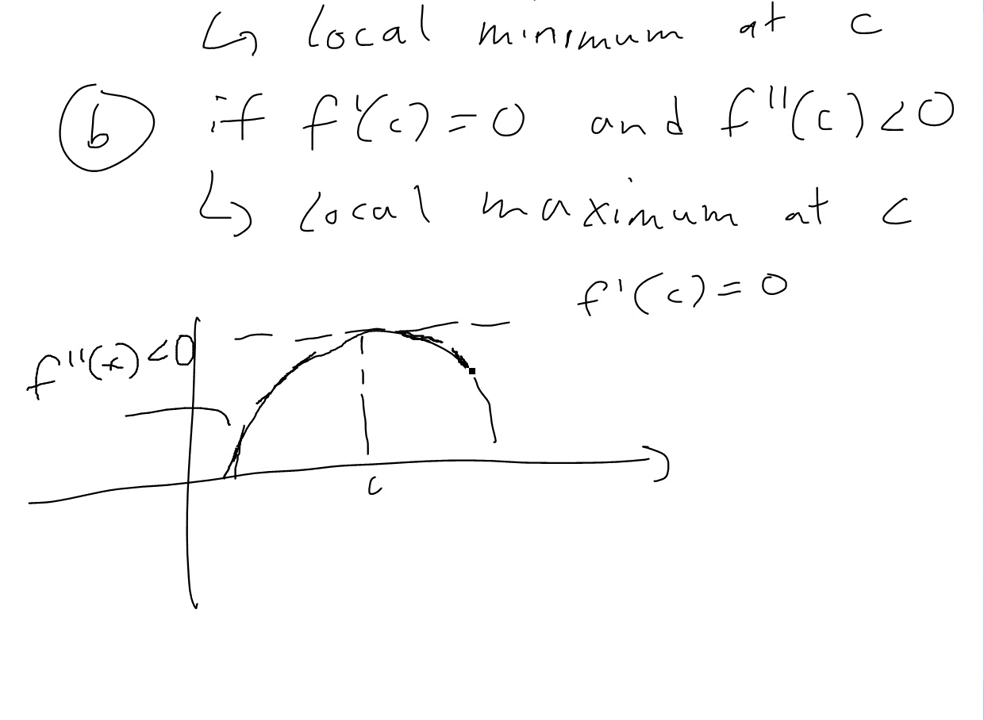 ↳ local minimum at c
(b) if f'(c) = 0 and f''(c) < 0
↳ local maximum at c
f'(c) = 0
f''(x) < 0
c